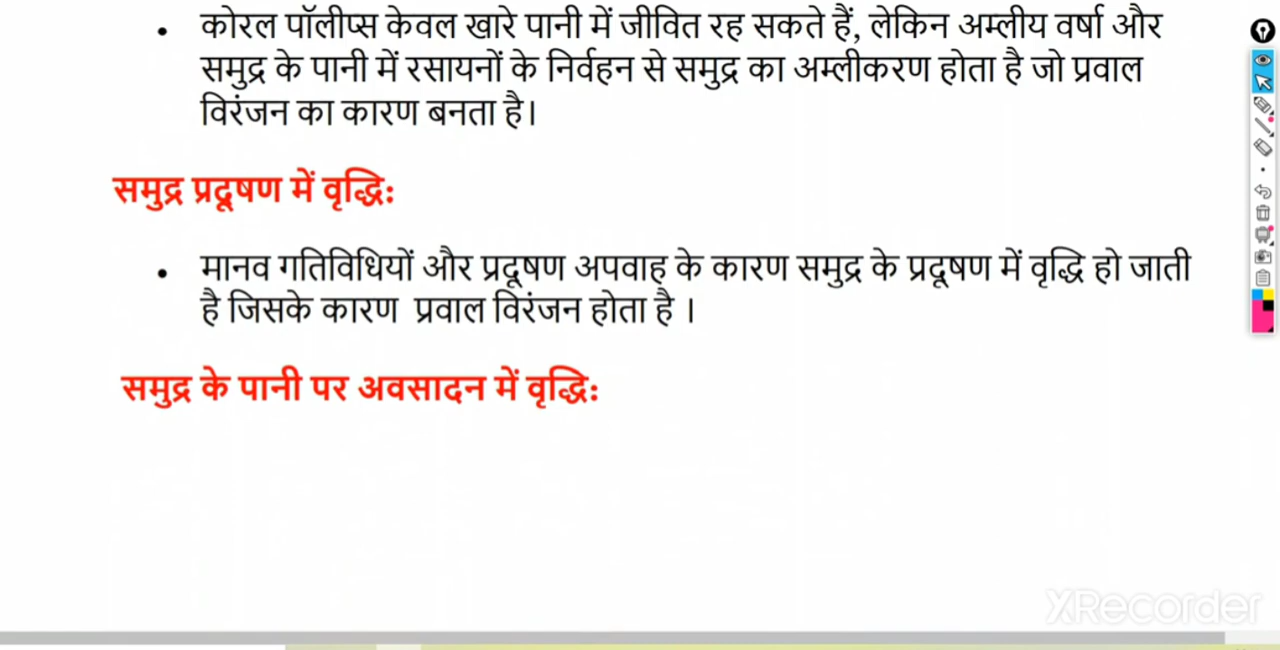 • कोरल पॉलीप्स केवल खारे पानी में जीवित रह सकते हैं, लेकिन अम्लीय वर्षा और
समुद्र के पानी में रसायनों के निर्वहन से समुद्र का अम्लीकरण होता है जो प्रवाल
विरंजन का कारण बनता है।
समुद्र प्रदूषण में वृद्धिः
• मानव गतिविधियों और प्रदूषण अपवाह के कारण समुद्र के प्रदूषण में वृद्धि हो जाती
है जिसके कारण प्रवाल विरंजन होता है ।
समुद्र के पानी पर अवसादन में वृद्धिः
XRecorder